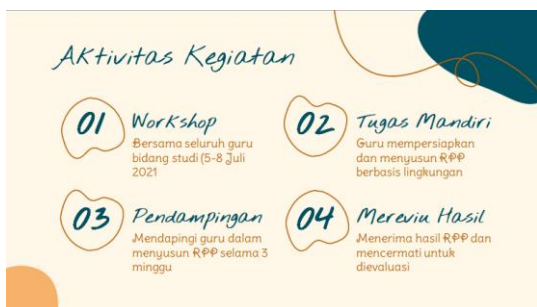 Aktivitas Kegiatan
01
Workshop
Bersama seluruh guru
bidang studi (5-8 Juli
2021
02
Tugas Mandiri
Guru mempersiapkan
dan menyusun RPP
berbasis lingkungan
03
Pendampingan
Mendapingi guru dalam
menyusun RPP selama 3
minggu
04
Mereviu Hasil
Menerima hasil RPP dan
mencermati untuk
dievaluasi